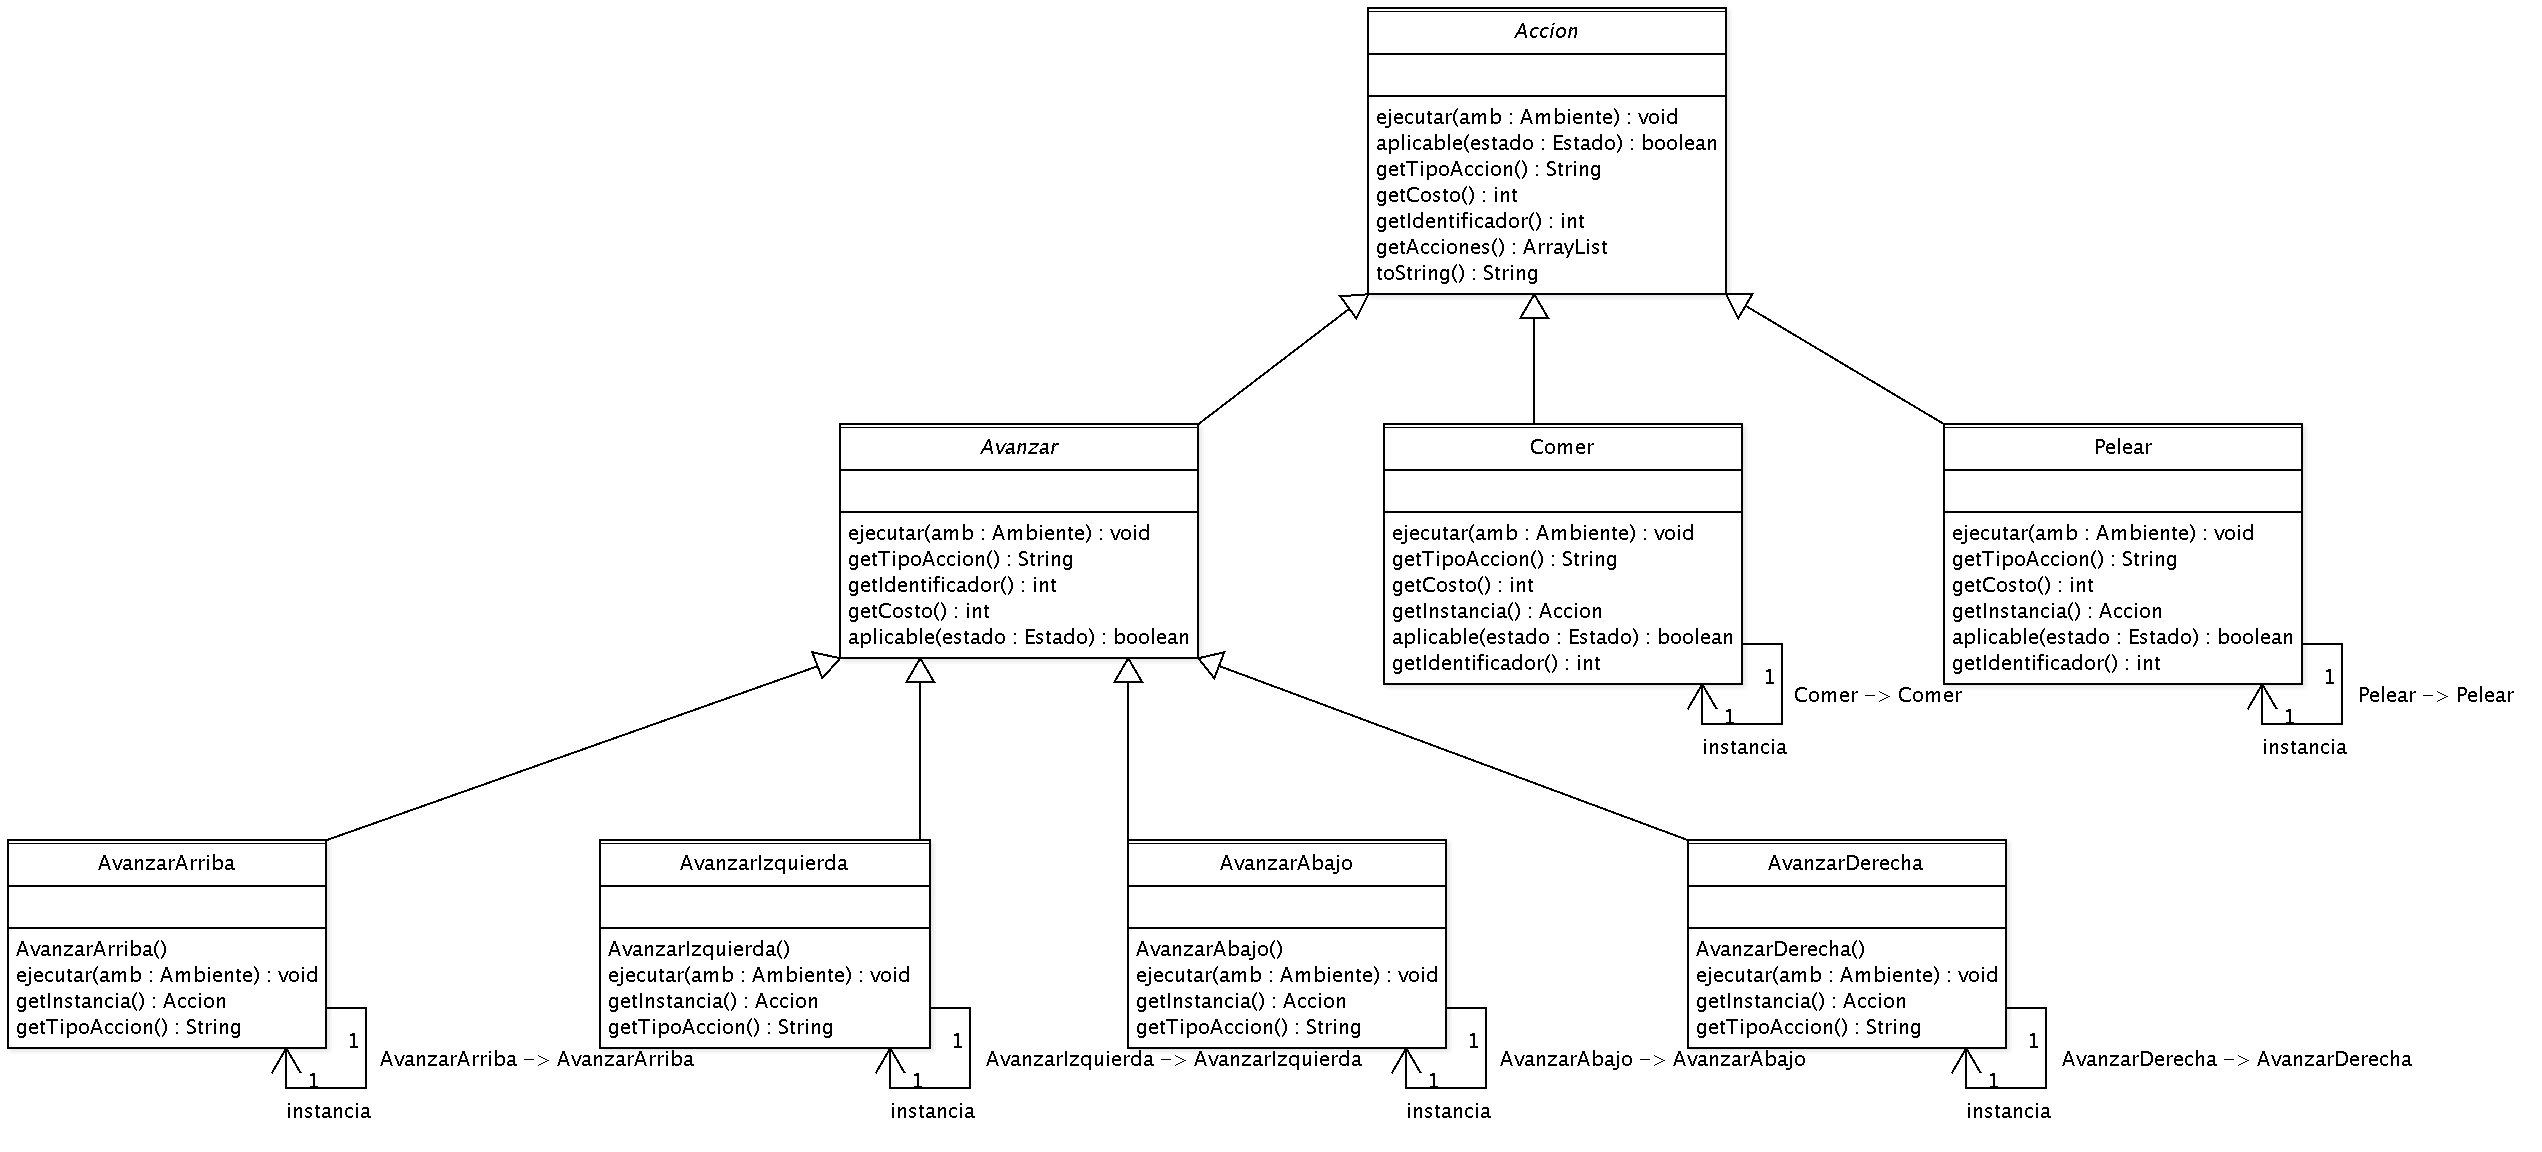 Accion
ejecutar(amb : Ambiente) : void
aplicable(estado : Estado) : boolean
getTipoAccion() : String
getCosto() : int
getIdentificador() : int
getAcciones() : ArrayList
toString() : String
Avanzar
ejecutar(amb : Ambiente) : void
getTipoAccion() : String
getIdentificador() : int
getCosto() : int
aplicable(estado : Estado) : boolean
Comer
ejecutar(amb : Ambiente) : void
getTipoAccion() : String
getCosto() : int
getInstancia() : Accion
aplicable(estado : Estado) : boolean
getIdentificador() : int
1
1
Comer -> Comer
instancia
Pelear
ejecutar(amb : Ambiente) : void
getTipoAccion() : String
getCosto() : int
getInstancia() : Accion
aplicable(estado : Estado) : boolean
getIdentificador() : int
1
1
Pelear -> Pelear
instancia
AvanzarArriba
AvanzarArriba()
ejecutar(amb : Ambiente) : void
getInstancia() : Accion
getTipoAccion() : String
1
1
AvanzarArriba -> AvanzarArriba
instancia
AvanzarIzquierda
AvanzarIzquierda()
ejecutar(amb : Ambiente) : void
getInstancia() : Accion
getTipoAccion() : String
1
1
AvanzarIzquierda -> AvanzarIzquierda
instancia
AvanzarAbajo
AvanzarAbajo()
ejecutar(amb : Ambiente) : void
getInstancia() : Accion
getTipoAccion() : String
1
1
AvanzarAbajo -> AvanzarAbajo
instancia
AvanzarDerecha
AvanzarDerecha()
ejecutar(amb : Ambiente) : void
getInstancia() : Accion
getTipoAccion() : String
1
1
AvanzarDerecha -> AvanzarDerecha
instancia